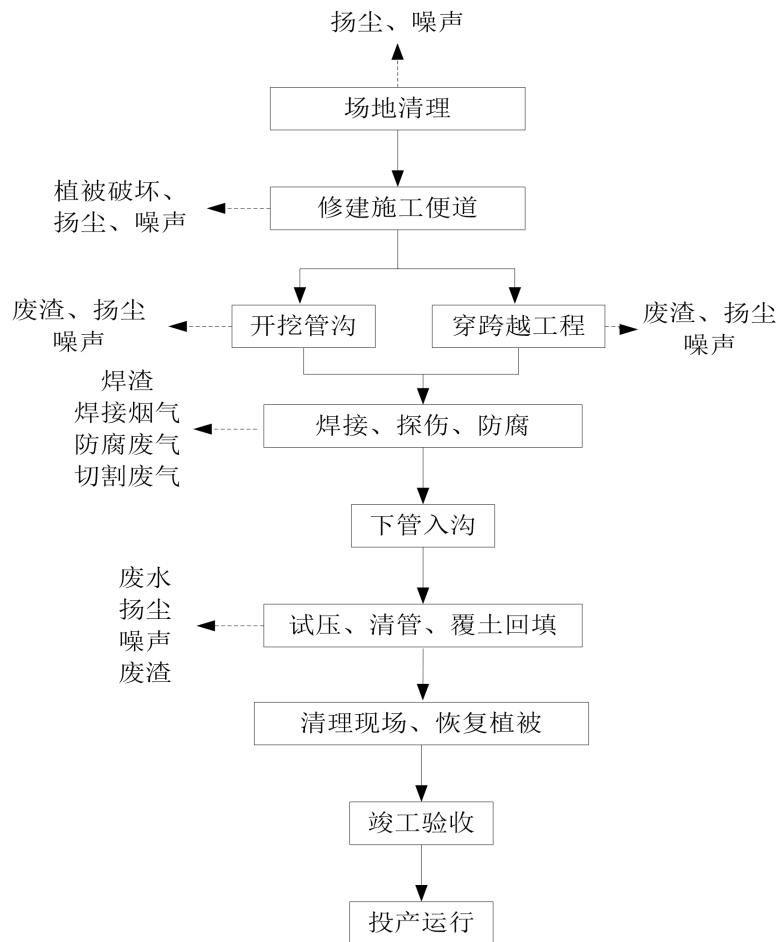 扬尘、噪声
场地清理
植被破坏、
扬尘、噪声
修建施工便道
废渣、扬尘
噪声
开挖管沟
穿跨越工程
废渣、扬尘
噪声
焊渣
焊接烟气
防腐废气
切割废气
焊接、探伤、防腐
下管入沟
废水
扬尘
噪声
废渣
试压、清管、覆土回填
清理现场、恢复植被
竣工验收
投产运行